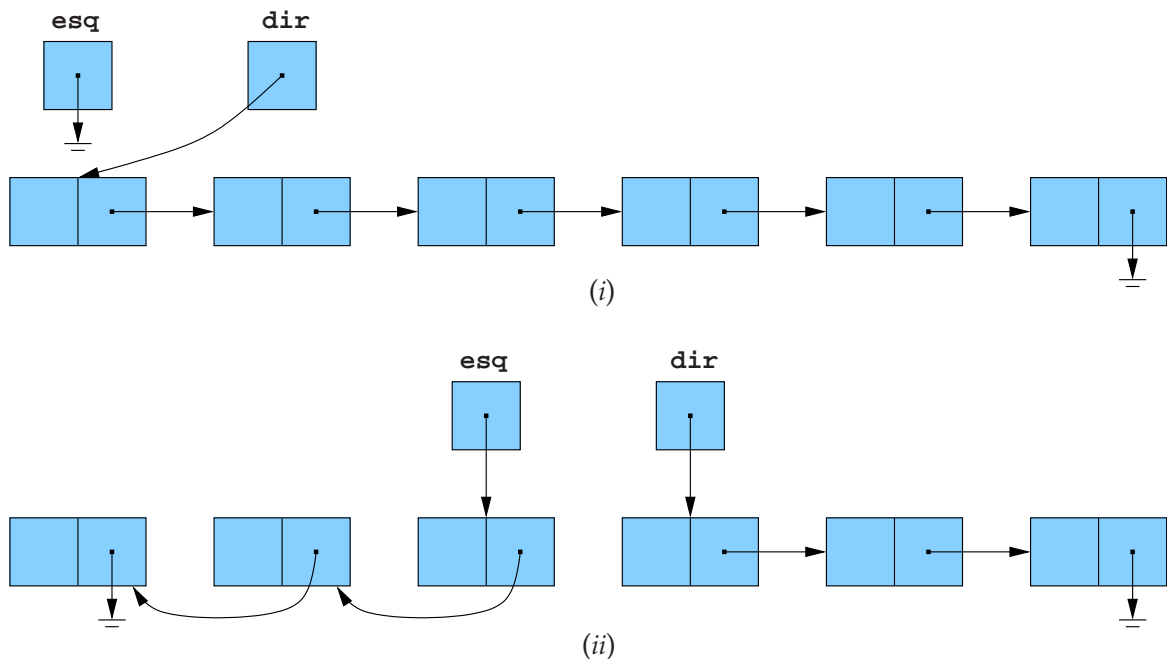 esq dir
(i)
esq dir
(ii)